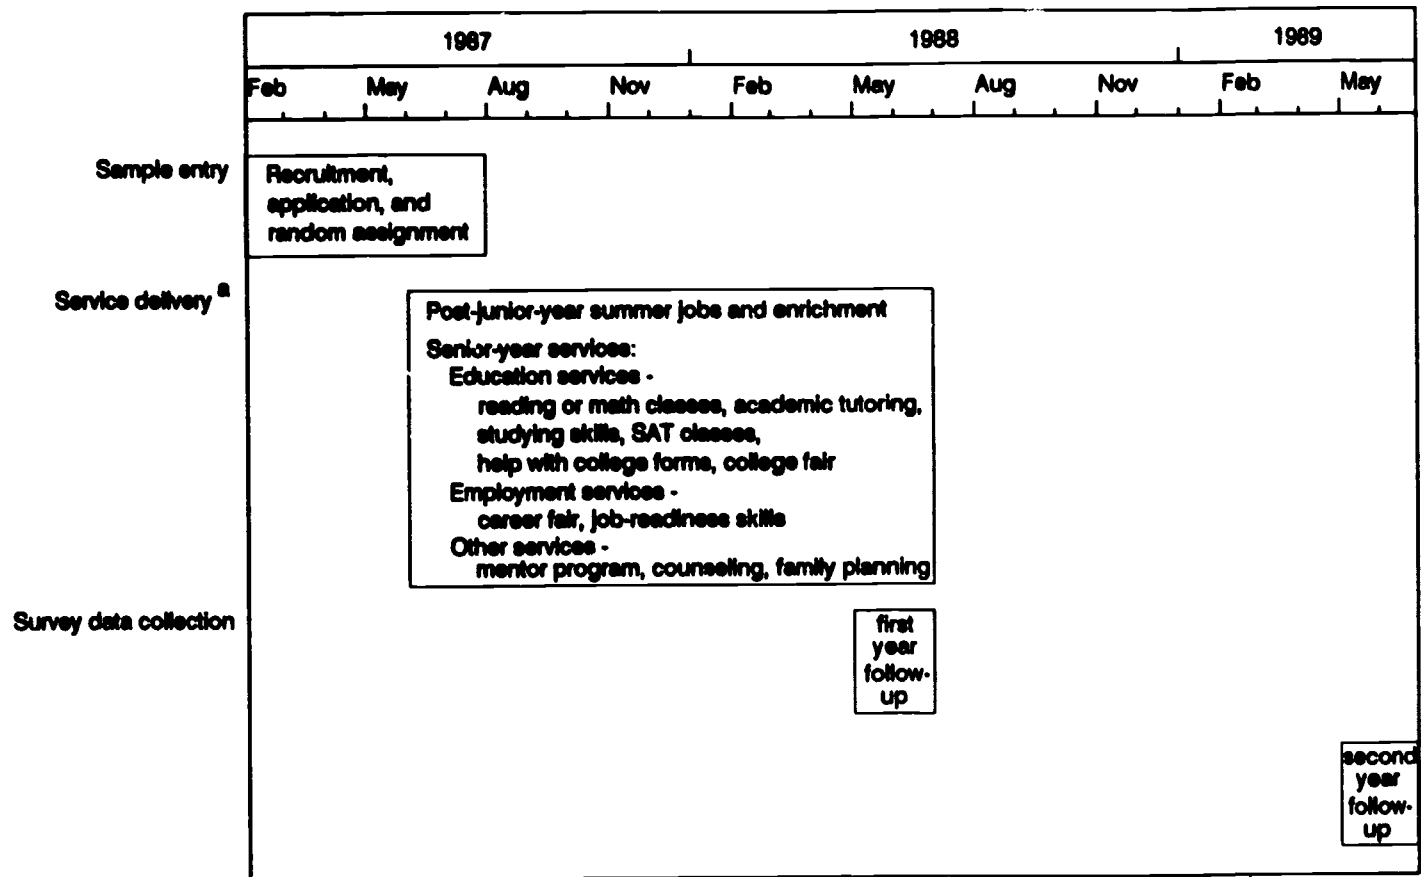 1987 1988 1989
Feb May Aug Nov Feb May Aug Nov Feb May
Sample entry
Recruitment,
application, and
random assignment
Service delivery a
Post-junior-year summer jobs and enrichment
Senior-year services:
Education services -
reading or math classes, academic tutoring,
studying skills, SAT classes,
help with college forms, college fair
Employment services -
career fair, job-readiness skills
Other services -
mentor program, counseling, family planning
Survey data collection
first
year
follow-
up
second
year
follow-
up